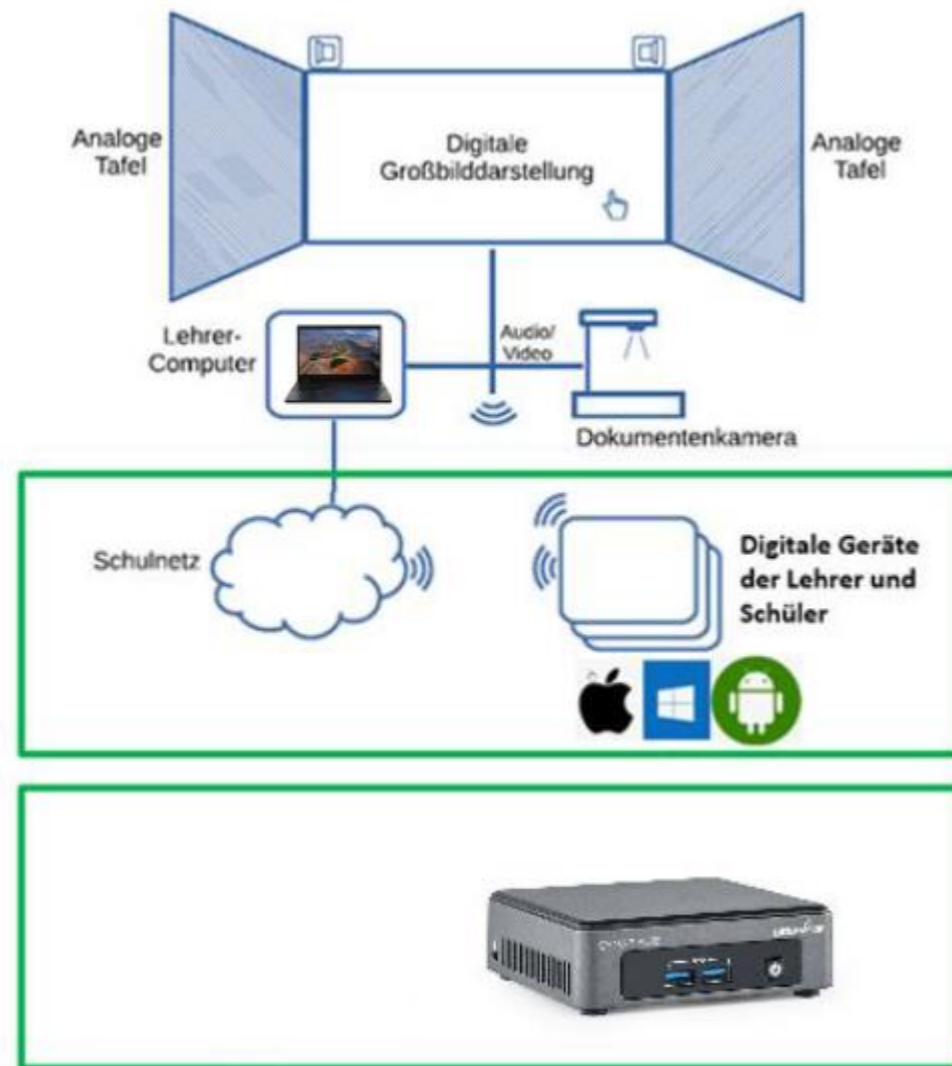 Analoge
Tafel
Digitale
Großbilddarstellung
Analoge
Tafel
Lehrer-
Computer
Audio/
Video
Dokumentenkamera
Schulnetz
Digitale Geräte
der Lehrer und
Schüler